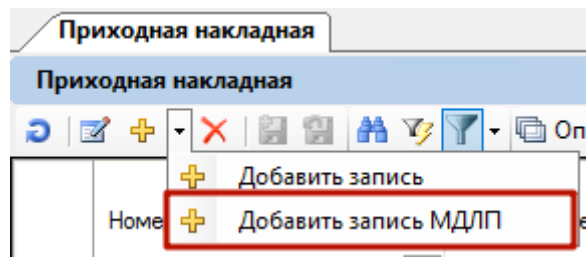 Приходная накладная
Приходная накладная
Оп
Добавить запись
Номе
Добавить запись МДЛП